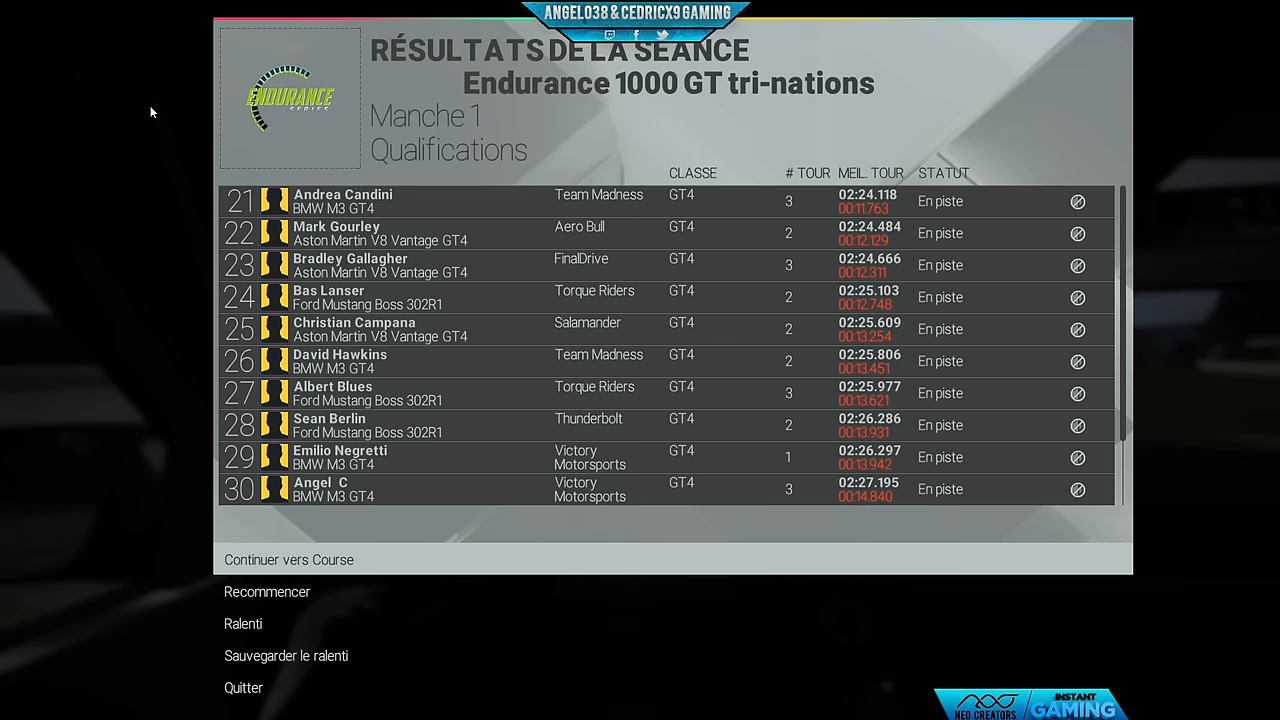 ANGELO38 & CEDRICX9 GAMING
RÉSULTATS DE LA SÉANCE
Endurance 1000 GT tri-nations
ENDURANCE
SERIES
Manche 1
Qualifications
CLASSE # TOUR MEIL. TOUR STATUT
21 Andrea Candini Team Madness GT4 3 02:24.118 En piste
BMW M3 GT4 00:11.763
22 Mark Gourley Aero Bull GT4 2 02:24.484 En piste
Aston Martin V8 Vantage GT4 00:12.129
23 Bradley Gallagher FinalDrive GT4 3 02:24.666 En piste
Aston Martin V8 Vantage GT4 00:12.311
24 Bas Lanser Torque Riders GT4 2 02:25.103 En piste
Ford Mustang Boss 302R1 00:12.748
25 Christian Campana Salamander GT4 2 02:25.609 En piste
Aston Martin V8 Vantage GT4 00:13.254
26 David Hawkins Team Madness GT4 2 02:25.806 En piste
BMW M3 GT4 00:13.451
27 Albert Blues Torque Riders GT4 3 02:25.977 En piste
Ford Mustang Boss 302R1 00:13.621
28 Sean Berlin Thunderbolt GT4 2 02:26.286 En piste
Ford Mustang Boss 302R1 00:13.931
29 Emilio Negretti Victory Motorsports GT4 1 02:26.297 En piste
BMW M3 GT4 00:13.942
30 Angel C Victory Motorsports GT4 3 02:27.195 En piste
BMW M3 GT4 00:14.840
Continuer vers Course
Recommencer
Ralenti
Sauvegarder le ralenti
Quitter
NEO CREATORS
INSTANT
GAMING